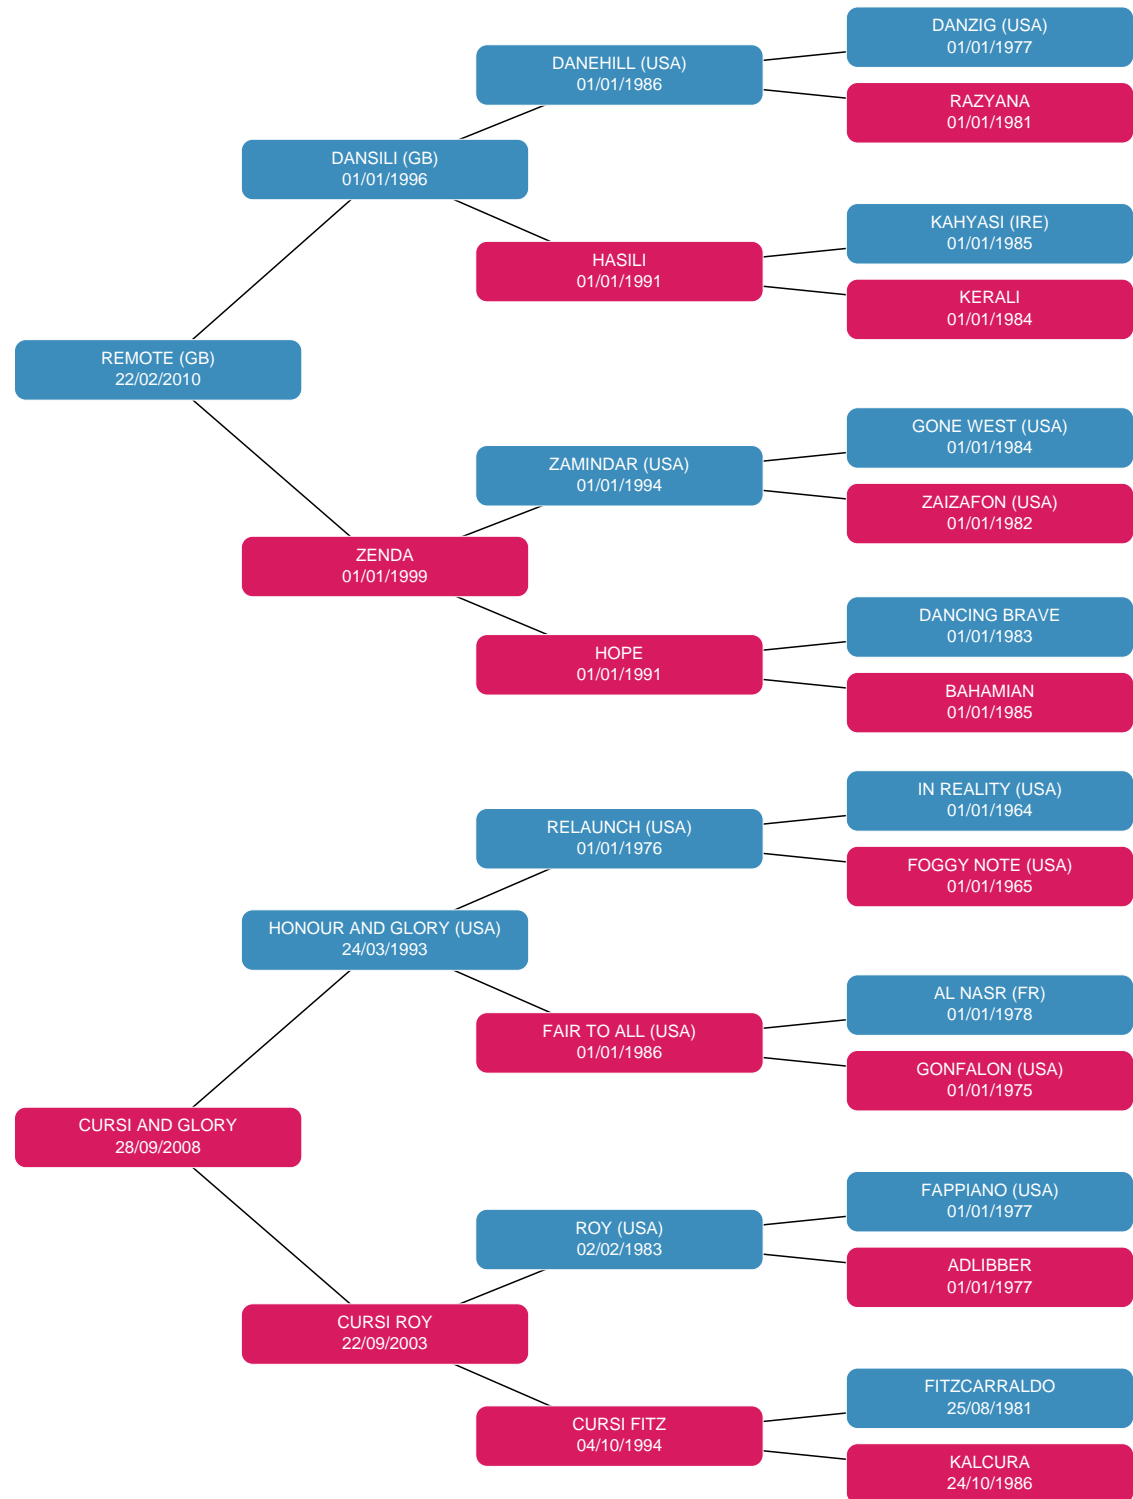 DANZIG (USA)
01/01/1977
DANEHILL (USA)
01/01/1986
RAZYANA
01/01/1981
DANSILI (GB)
01/01/1996
KAHYASI (IRE)
01/01/1985
HASILI
01/01/1991
KERALI
01/01/1984
REMOTE (GB)
22/02/2010
GONE WEST (USA)
01/01/1984
ZAMINDAR (USA)
01/01/1994
ZAIZAFON (USA)
01/01/1982
ZENDA
01/01/1999
DANCING BRAVE
01/01/1983
HOPE
01/01/1991
BAHAMIAN
01/01/1985
IN REALITY (USA)
01/01/1964
RELAUNCH (USA)
01/01/1976
FOGGY NOTE (USA)
01/01/1965
HONOUR AND GLORY (USA)
24/03/1993
AL NASR (FR)
01/01/1978
FAIR TO ALL (USA)
01/01/1986
GONFALON (USA)
01/01/1975
CURSI AND GLORY
28/09/2008
FAPPIANO (USA)
01/01/1977
ROY (USA)
02/02/1983
ADLIBBER
01/01/1977
CURSI ROY
22/09/2003
FITZCARRALDO
25/08/1981
CURSI FITZ
04/10/1994
KALCURA
24/10/1986